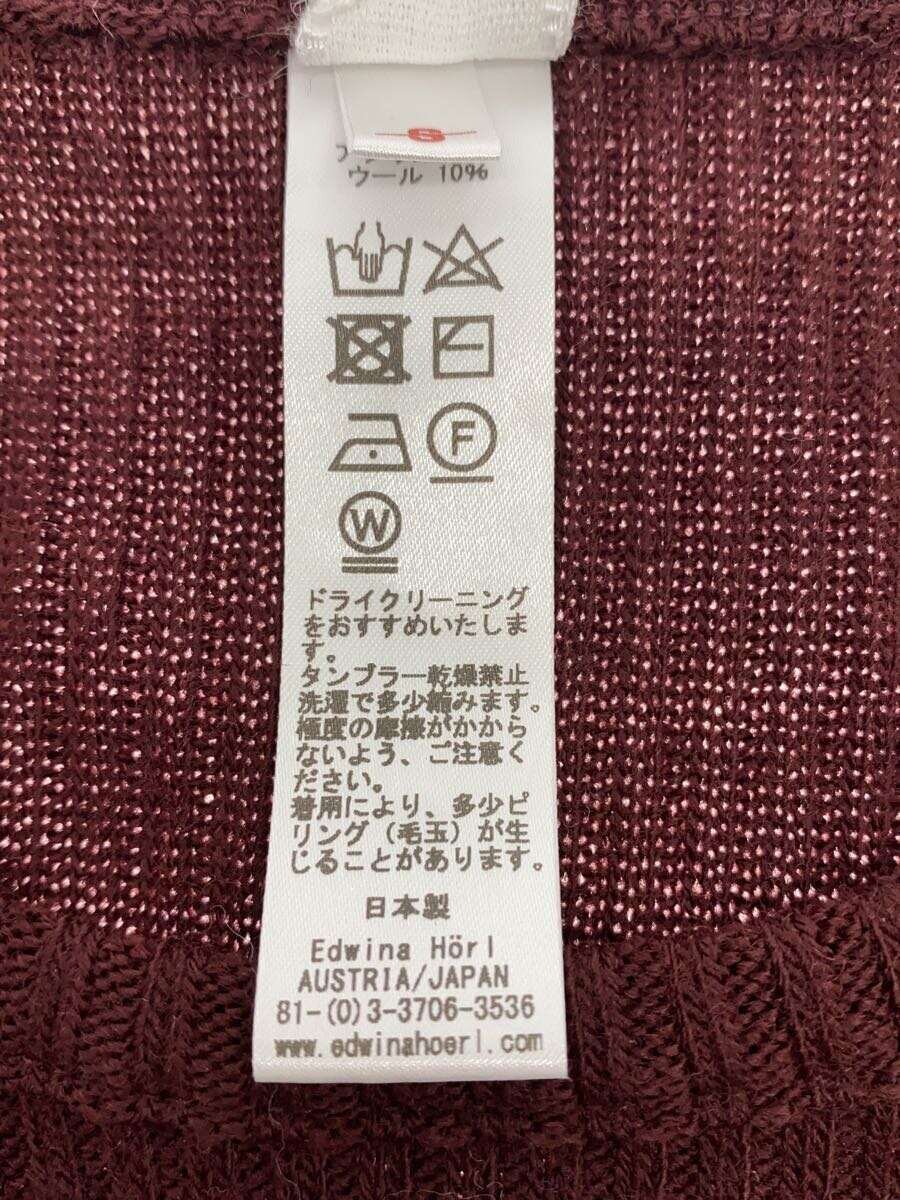 ウール 10%
F
W
ドライクリーニング
をおすすめいたしま
す。
タンブラー乾燥禁止
洗濯で多少縮みます。
極度の摩擦がかから
ないよう、ご注意く
ださい。
着用により、多少ピ
リング（毛玉）が生
じることがあります。
日本製
Edwina Hörl
AUSTRIA/JAPAN
81-(0)3-3706-3536
www.edwinahoerl.com